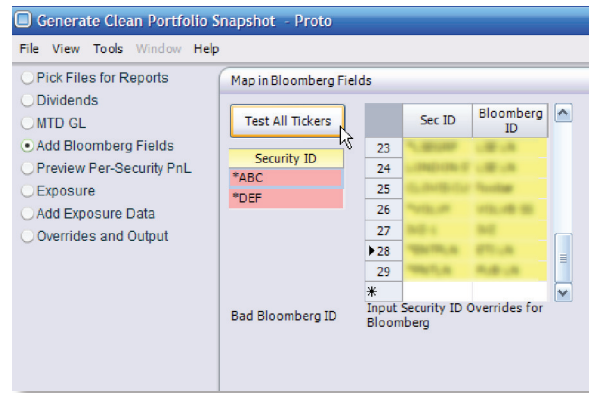 Generate Clean Portfolio Snapshot - Proto
File View Tools Window Help
Pick Files for Reports
Dividends
MTD GL
Add Bloomberg Fields
Preview Per-Security PnL
Exposure
Add Exposure Data
Overrides and Output
Map in Bloomberg Fields
Test All Tickers
Security ID
*ABC
*DEF
Bad Bloomberg ID
Sec ID Bloomberg
ID
23
24
25
26
27
28
29
*
Input Security ID Overrides for
Bloomberg